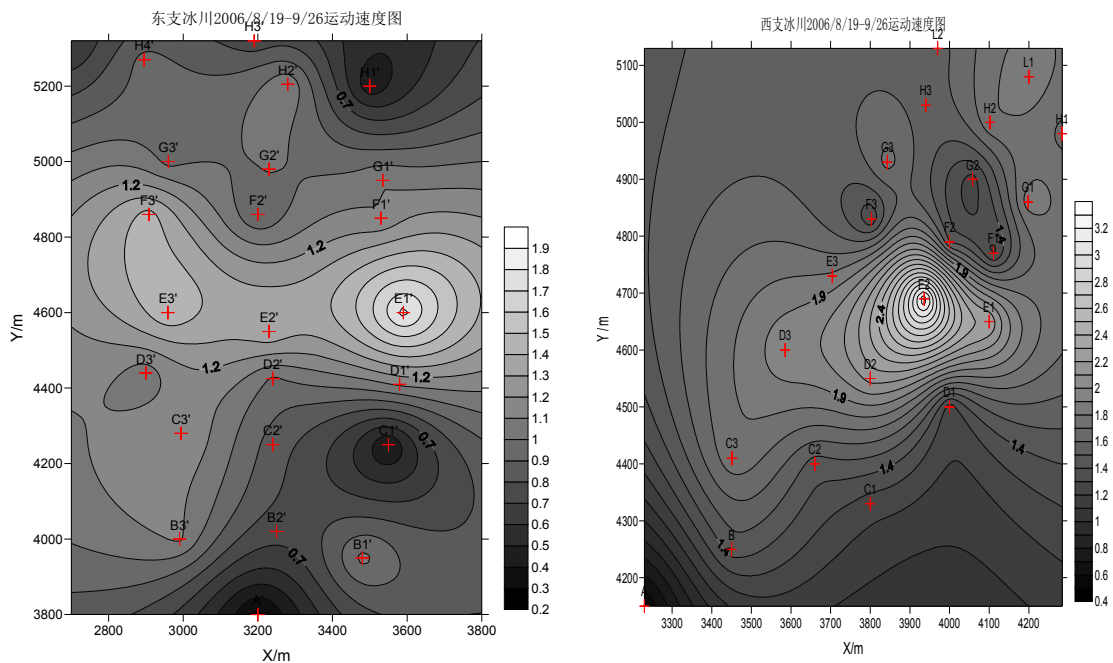 东支冰川2006/8/19-9/26运动速度图
H3'
H4'
H2'
H1'
0.7
G3'
G2'
G1'
1.2
F3'
F2'
F1'
1.2
E3'
E2'
E1'
D3'
1.2
D2'
D1'
1.2
C3'
C2'
C1'
0.7
B3'
B2'
B1'
0.7
A'
5200
5000
4800
4600
4400
4200
4000
3800
Y/m
2800 3000 3200 3400 3600 3800
X/m
1.9
1.8
1.7
1.6
1.5
1.4
1.3
1.2
1.1
1
0.9
0.8
0.7
0.6
0.5
0.4
0.3
0.2
西支冰川2006/8/19-9/26运动速度图
L2
L1
H3
H2
H1
G3
G2
G1
F3
F2
F1
1.4
E3
E2
E1
1.9
1.9
2.4
D3
D2
D1
1.9
C3
C2
C1
1.4
1.4
B
1.4
A
5100
5000
4900
4800
4700
4600
4500
4400
4300
4200
Y/m
3300 3400 3500 3600 3700 3800 3900 4000 4100 4200
X/m
3.2
3
2.8
2.6
2.4
2.2
2
1.8
1.6
1.4
1.2
1
0.8
0.6
0.4